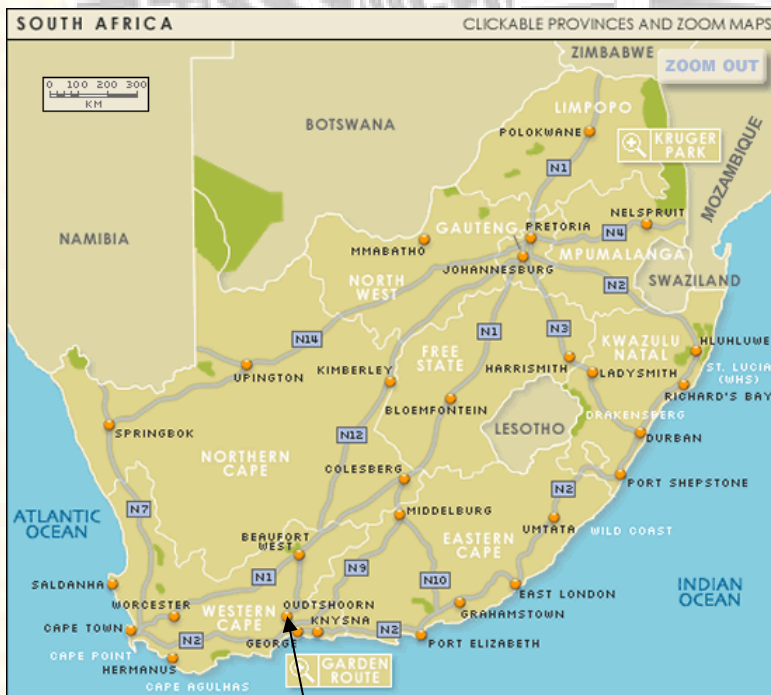 SOUTH AFRICA
CLICKABLE PROVINCES AND ZOOM MAPS
ZIMBABWE
ZOOM OUT
0 100 200 300
KM
LIMPOPO
BOTSWANA
POLOKWANE
KRUGER
PARK
MOZAMBIQUE
N1
NELSPRUIT
GAUTENG
PRETORIA
N4
NAMIBIA
MMABATHO
JOHANNESBURG
MPUMALANGA
NORTH
WEST
SWAZILAND
N2
N14
N1
N3
KWAZULU
NATAL
HLUHLUWE
FREE
STATE
UPINGTON
KIMBERLEY
HARRISMITH
LADYSMITH
ST. LUCIA
(WHS)
RICHARD'S BAY
BLOEMFONTEIN
DRAKENSBERG
SPRINGBOK
LESOTHO
DURBAN
N12
NORTHERN
CAPE
COLESBERG
PORT SHEPSTONE
N7
N2
ATLANTIC
OCEAN
MIDDELBURG
UMTATA
WILD COAST
BEAUFORT
WEST
EASTERN
CAPE
N1
N9
N10
SALDANHA
EAST LONDON
INDIAN
OCEAN
WORCESTER
WESTERN
CAPE
OUDTSHOORN
GRAHAMSTOWN
CAPE TOWN
N2
KNYSNA
GEORGE
N2
PORT ELIZABETH
CAPE POINT
HERMANUS
GARDEN
ROUTE
CAPE AGULHAS